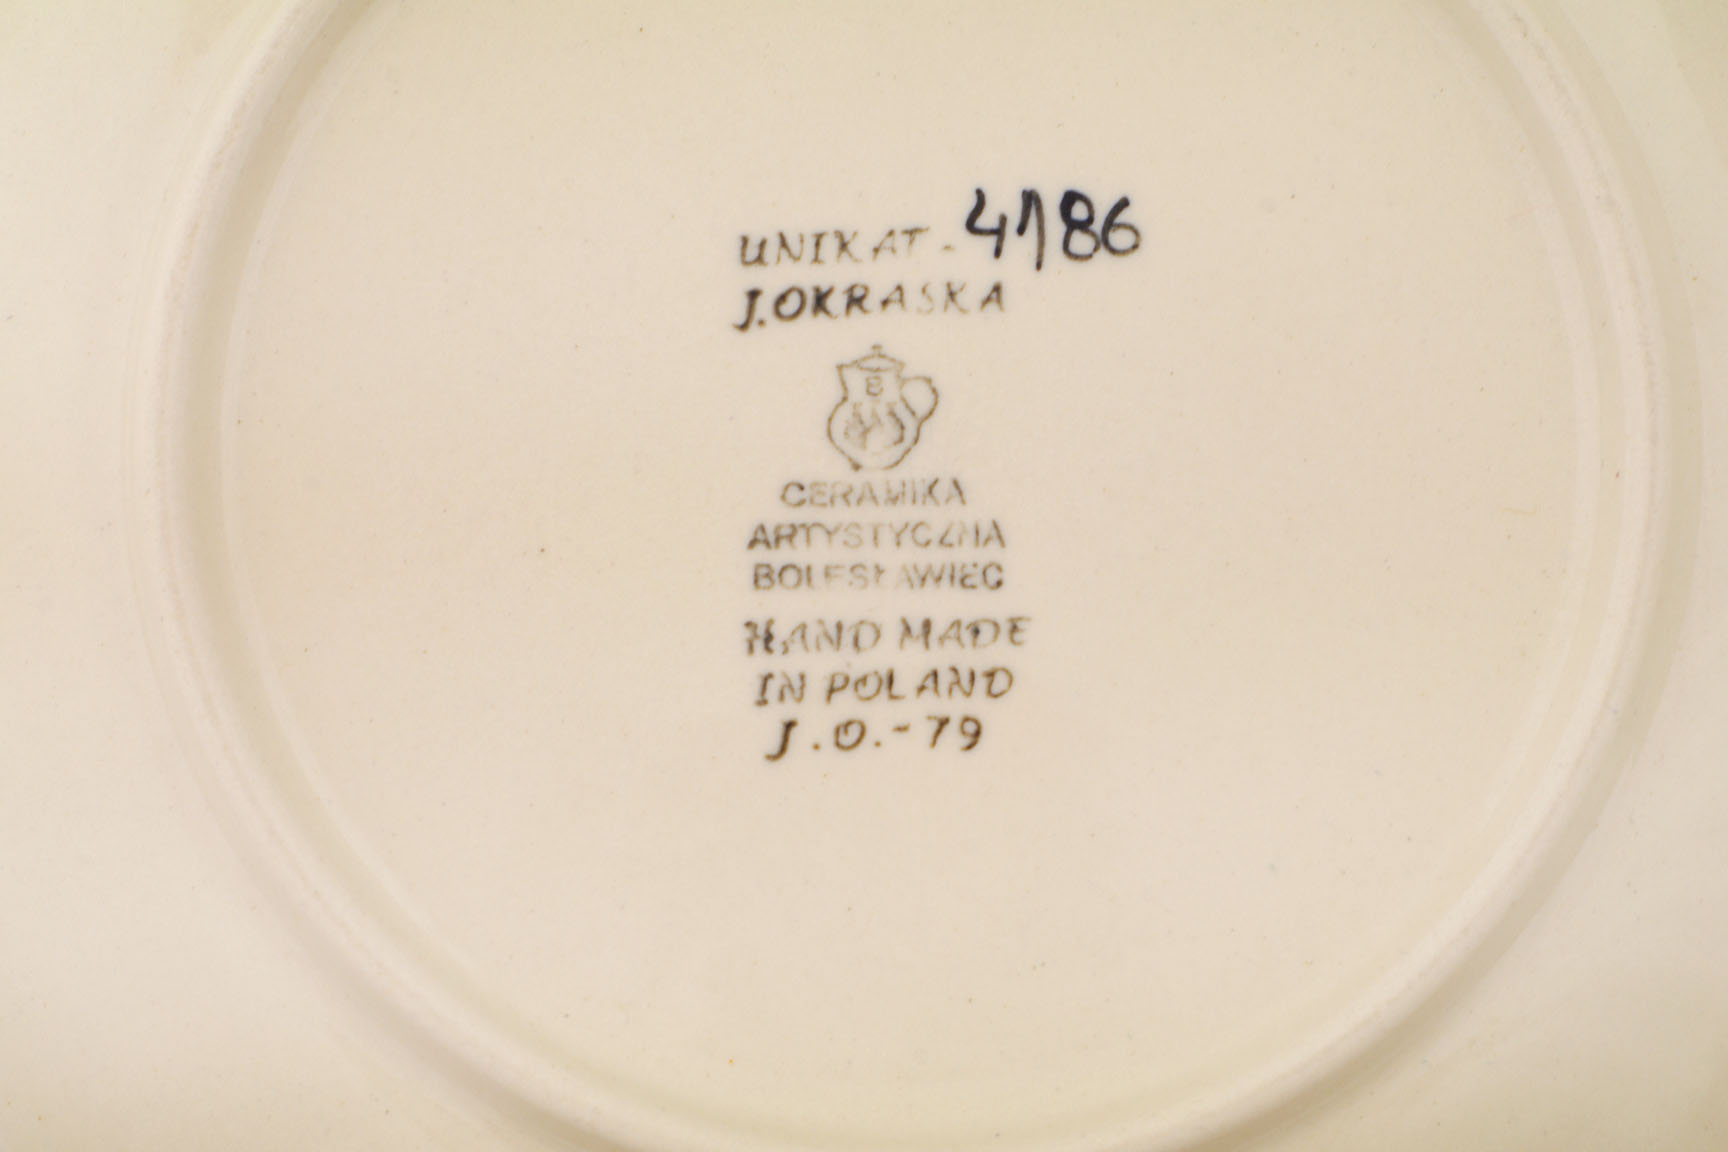 UNIKAT - 4186
J.OKRASKA
B
CERAMIKA
ARTYSTYCZNA
BOLESŁAWIEC
HAND MADE
IN POLAND
J.O.-79